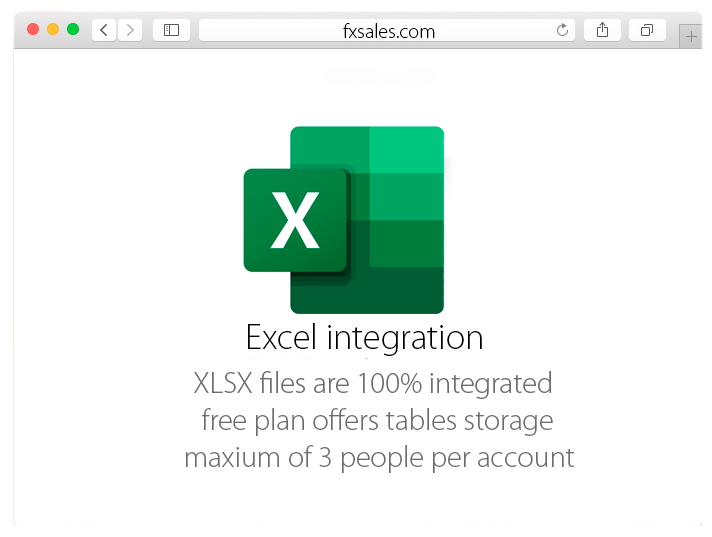 fxsales.com
X
Excel integration
XLSX files are 100% integrated
free plan offers tables storage
maxium of 3 people per account